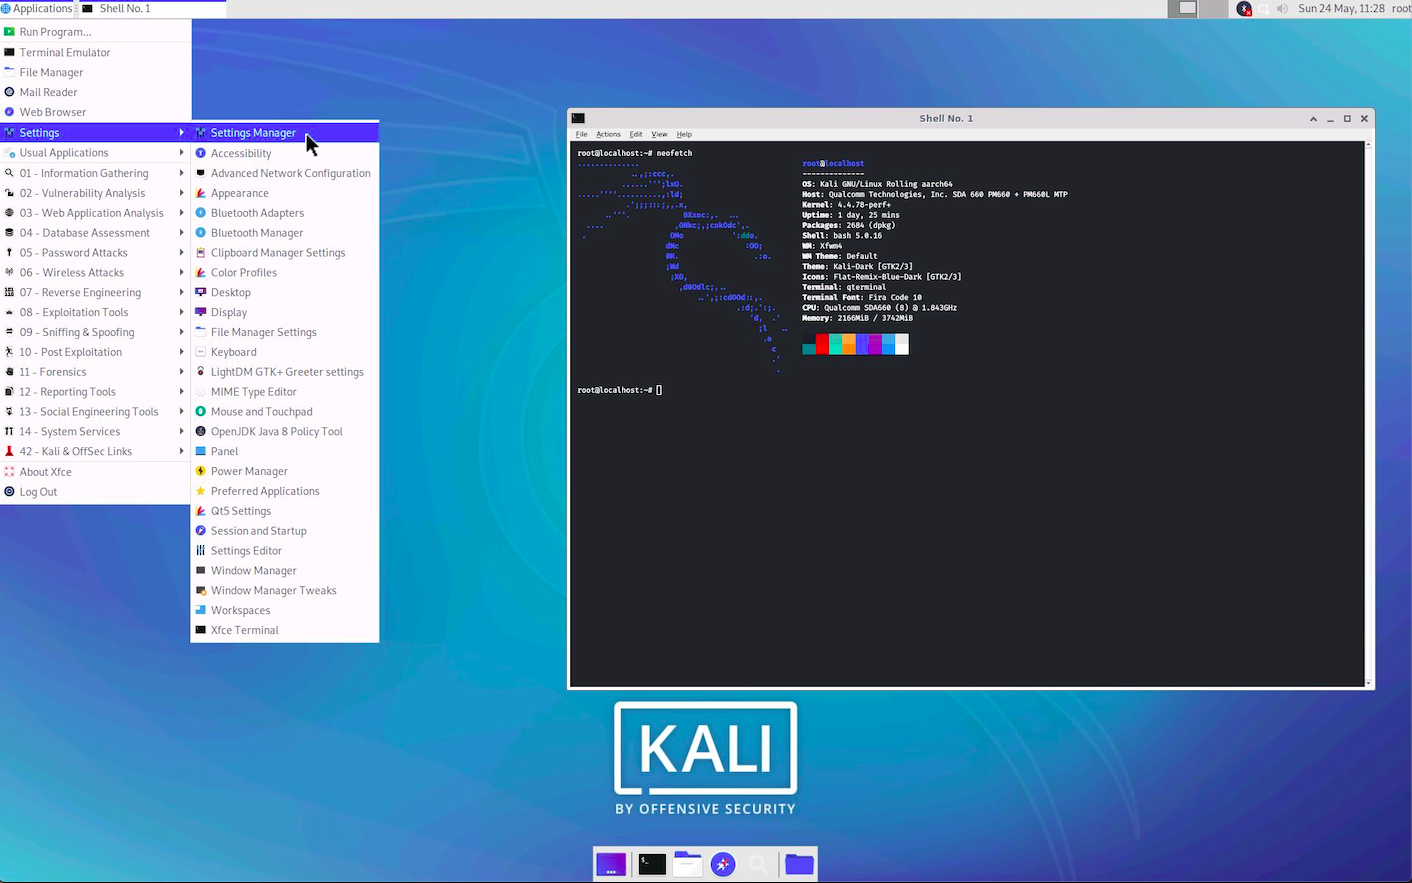 Applications
Shell No. 1
Sun 24 May, 11:28
root
Run Program...
Terminal Emulator
File Manager
Mail Reader
Web Browser
Settings
Usual Applications
01 - Information Gathering
02 - Vulnerability Analysis
03 - Web Application Analysis
04 - Database Assessment
05 - Password Attacks
06 - Wireless Attacks
07 - Reverse Engineering
08 - Exploitation Tools
09 - Sniffing & Spoofing
10 - Post Exploitation
11 - Forensics
12 - Reporting Tools
13 - Social Engineering Tools
14 - System Services
42 - Kali & OffSec Links
About Xfce
Log Out
Settings Manager
Accessibility
Advanced Network Configuration
Appearance
Bluetooth Adapters
Bluetooth Manager
Clipboard Manager Settings
Color Profiles
Desktop
Display
File Manager Settings
Keyboard
LightDM GTK+ Greeter settings
MIME Type Editor
Mouse and Touchpad
OpenJDK Java 8 Policy Tool
Panel
Power Manager
Preferred Applications
Qt5 Settings
Session and Startup
Settings Editor
Window Manager
Window Manager Tweaks
Workspaces
Xfce Terminal
Shell No. 1
File Actions Edit View Help
root@localhost:~# neofetch
root@localhost
--------------
OS: Kali GNU/Linux Rolling aarch64
Host: Qualcomm Technologies, Inc. SDA 660 PM660 + PM660L MTP
Kernel: 4.4.78-perf+
Uptime: 1 day, 25 mins
Packages: 2684 (dpkg)
Shell: bash 5.0.16
WM: Xfwm4
WM Theme: Default
Theme: Kali-Dark [GTK2/3]
Icons: Flat-Remix-Blue-Dark [GTK2/3]
Terminal: qterminal
Terminal Font: Fira Code 10
CPU: Qualcomm SDA660 (8) @ 1.843GHz
Memory: 2166MiB / 3742MiB
root@localhost:~#
KALI
BY OFFENSIVE SECURITY